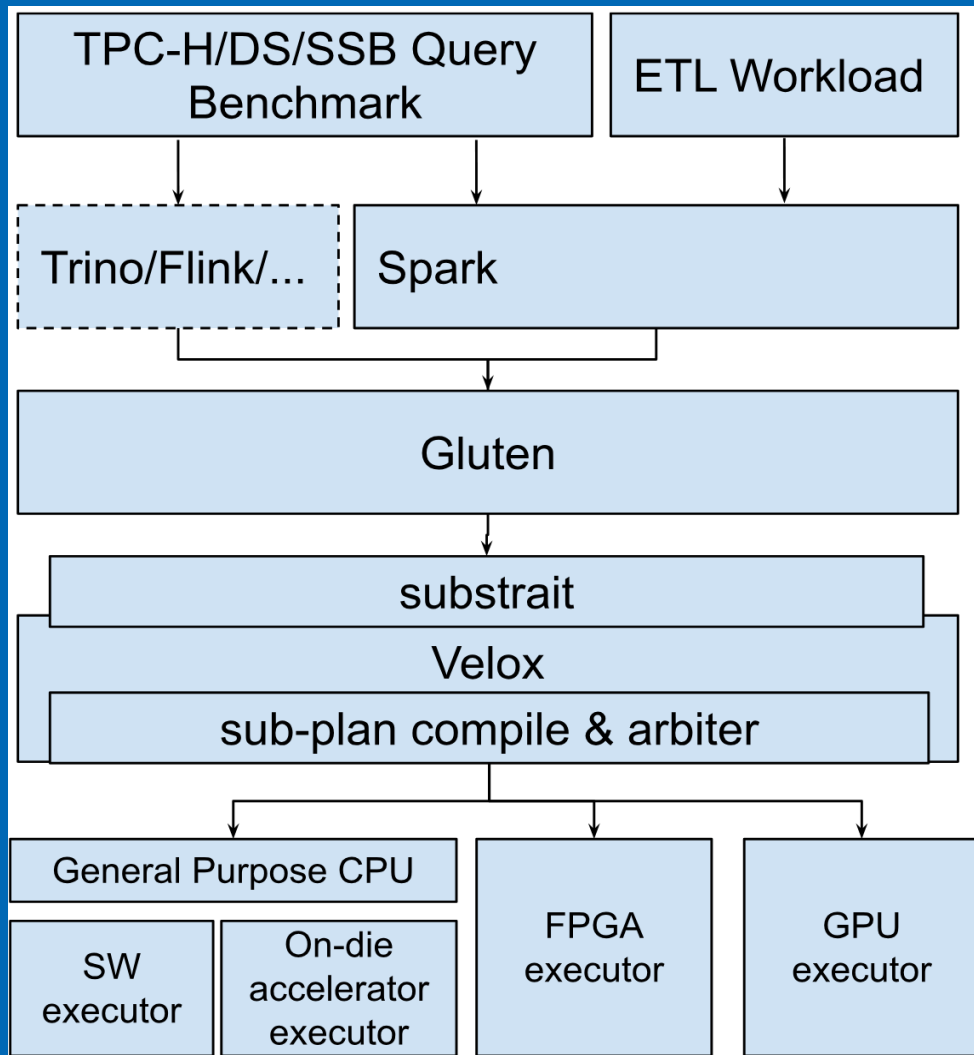 TPC-H/DS/SSB Query
Benchmark
ETL Workload
Trino/Flink/...
Spark
Gluten
substrait
Velox
sub-plan compile & arbiter
General Purpose CPU
SW
executor
On-die
accelerator
executor
FPGA
executor
GPU
executor